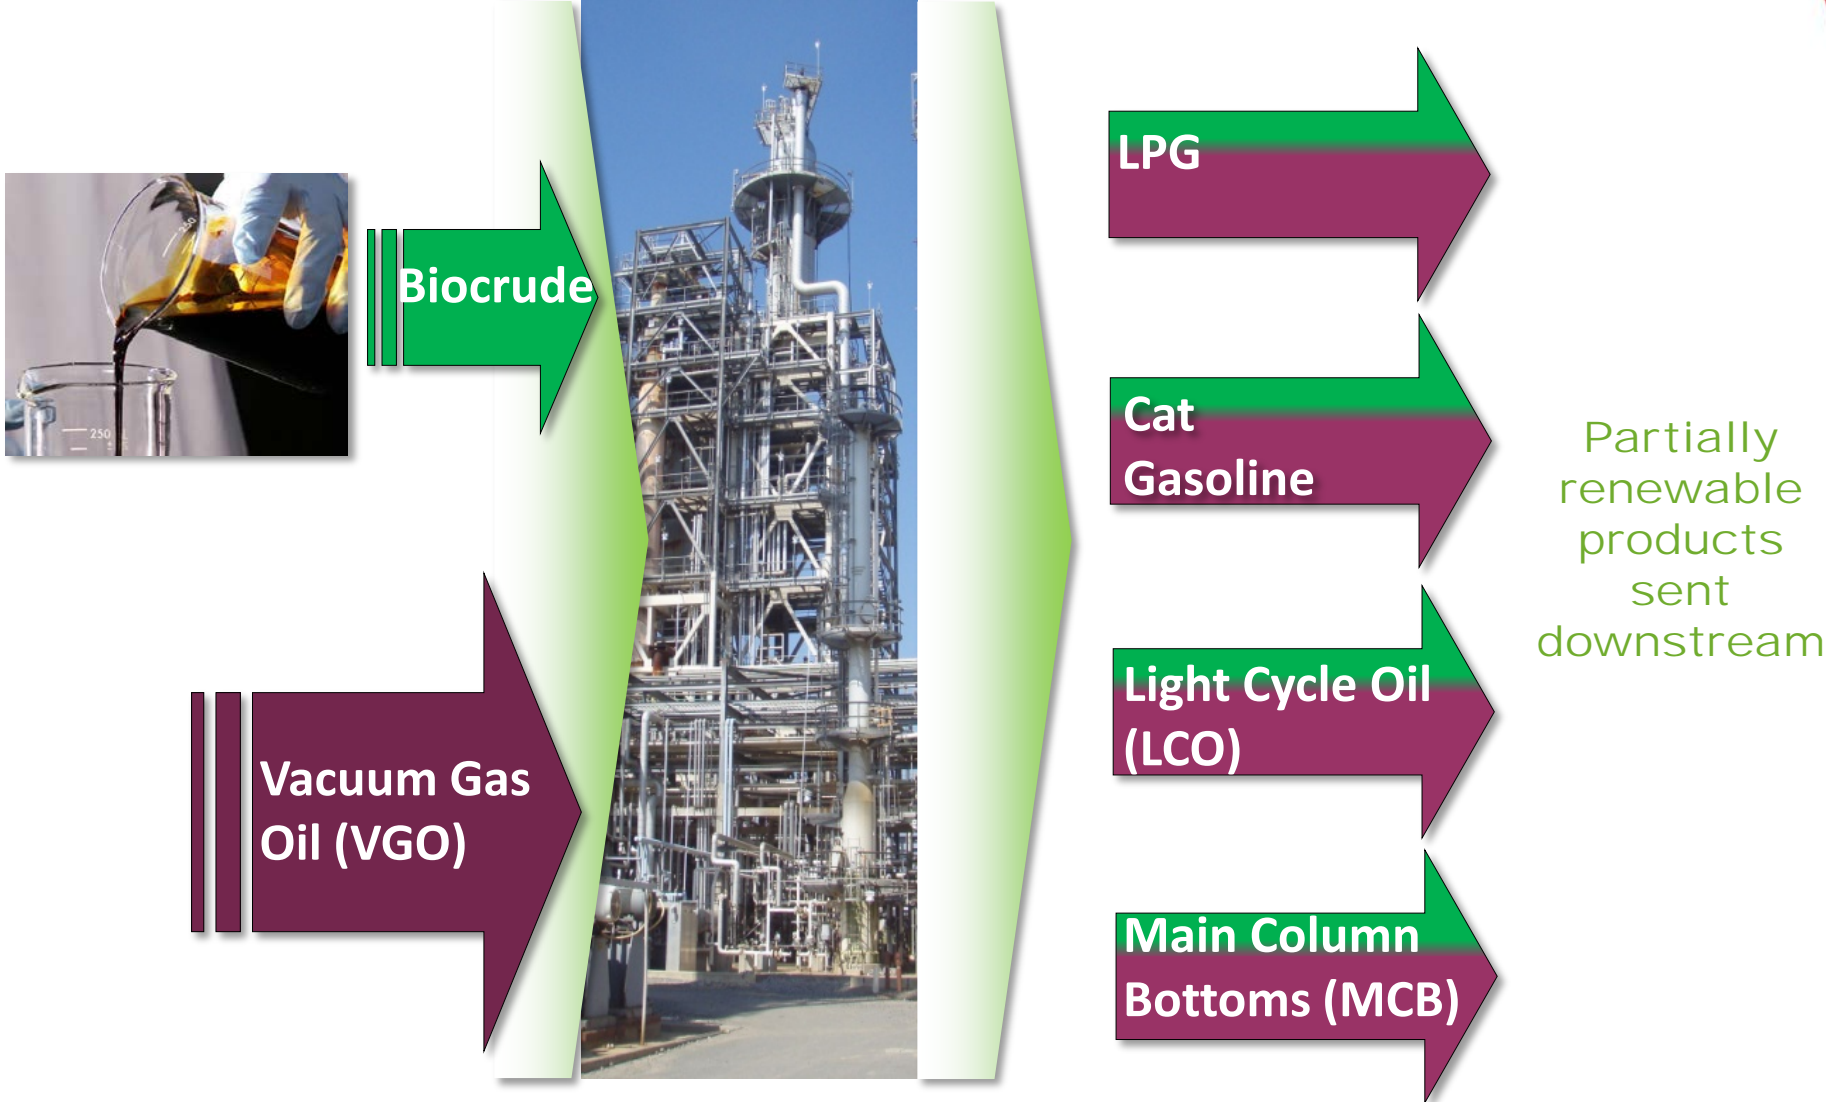 Biocrude
250
Vacuum Gas
Oil (VGO)
LPG
Cat
Gasoline
Light Cycle Oil
(LCO)
Main Column
Bottoms (MCB)
Partially
renewable
products
sent
downstream